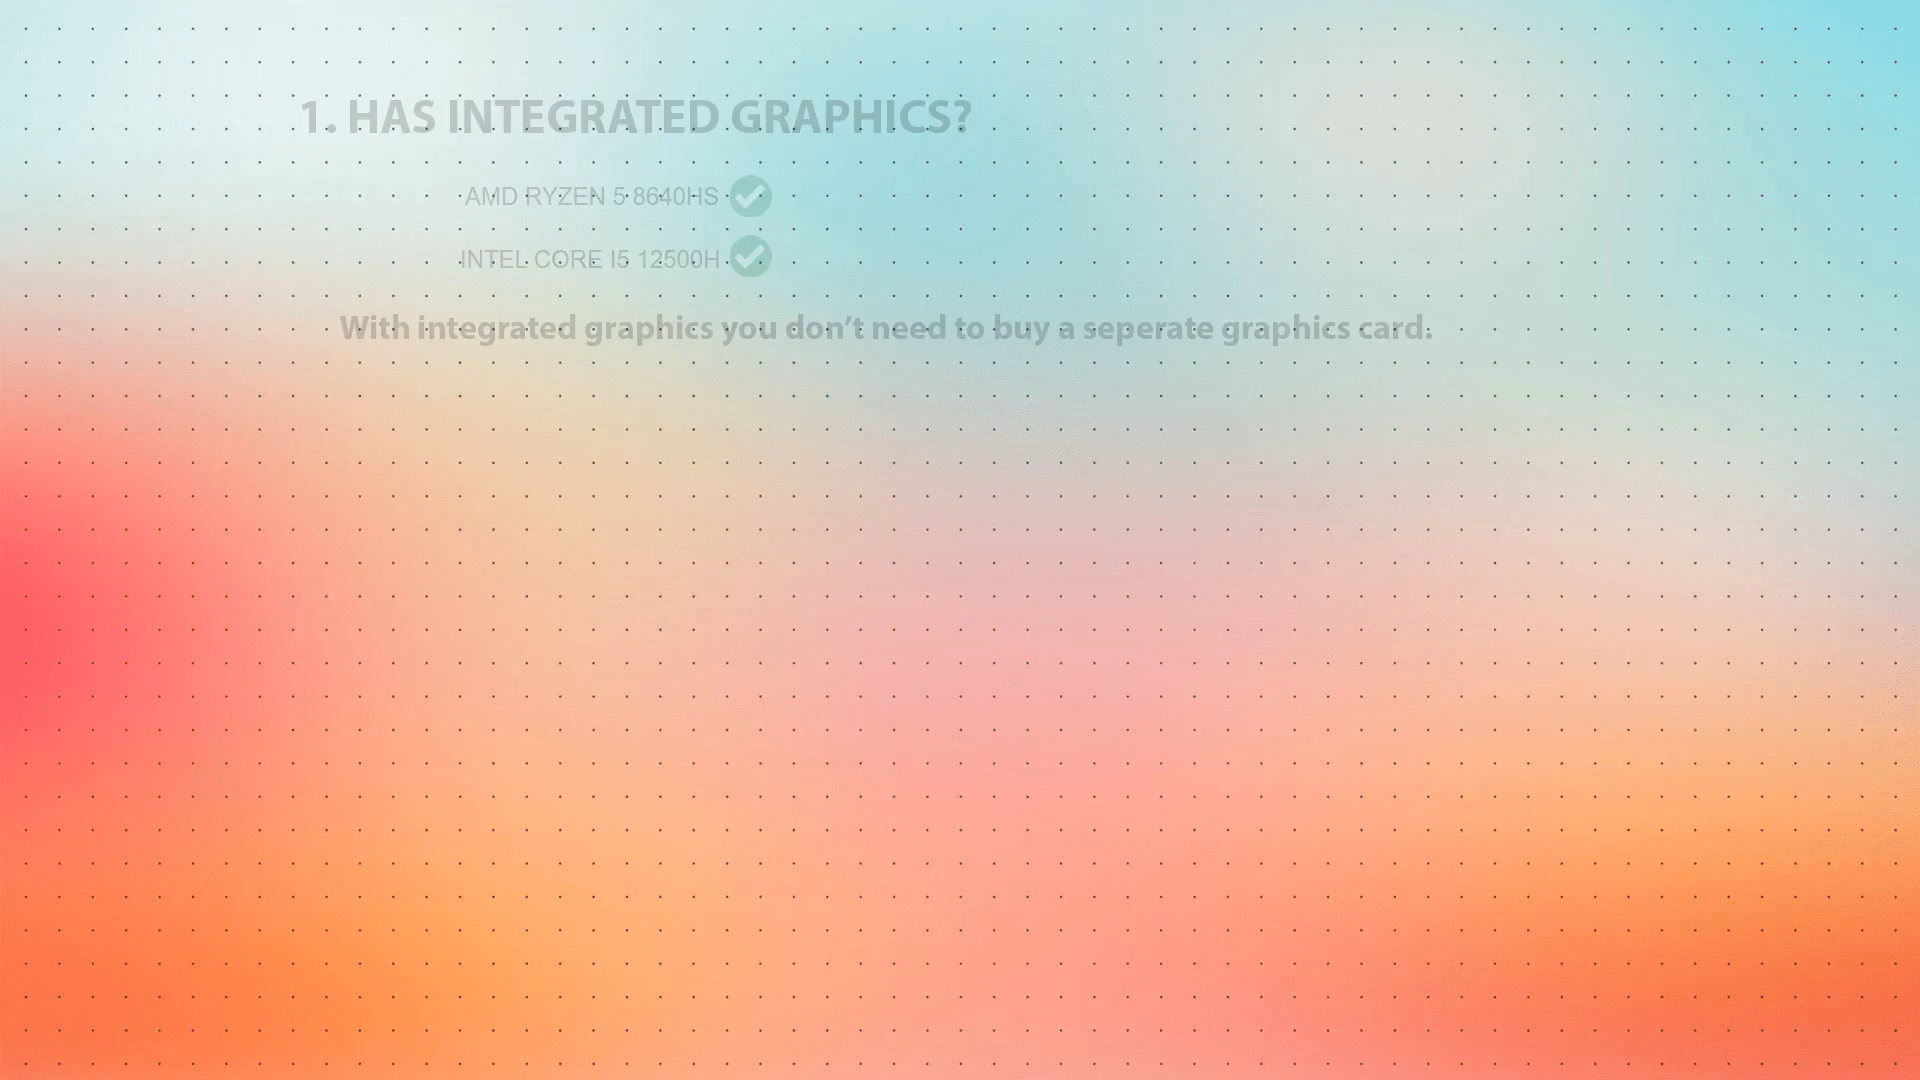 1. HAS INTEGRATED GRAPHICS?
AMD RYZEN 5 8640HS
INTEL CORE I5 12500H
With integrated graphics you don’t need to buy a seperate graphics card.